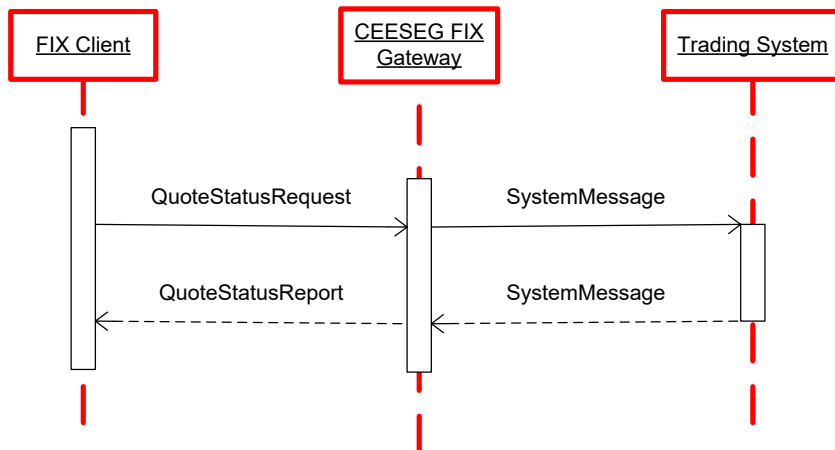 FIX Client
CEESEG FIX
Gateway
Trading System
QuoteStatusRequest
SystemMessage
QuoteStatusReport
SystemMessage